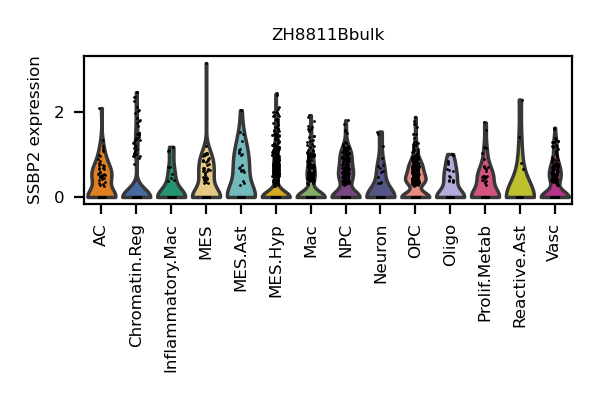 ZH8811Bbulk
SSBP2 expression
2
0
AC
Chromatin.Reg
Inflammatory.Mac
MES
MES.Ast
MES.Hyp
Mac
NPC
Neuron
OPC
Oligo
Prolif.Metab
Reactive.Ast
Vasc